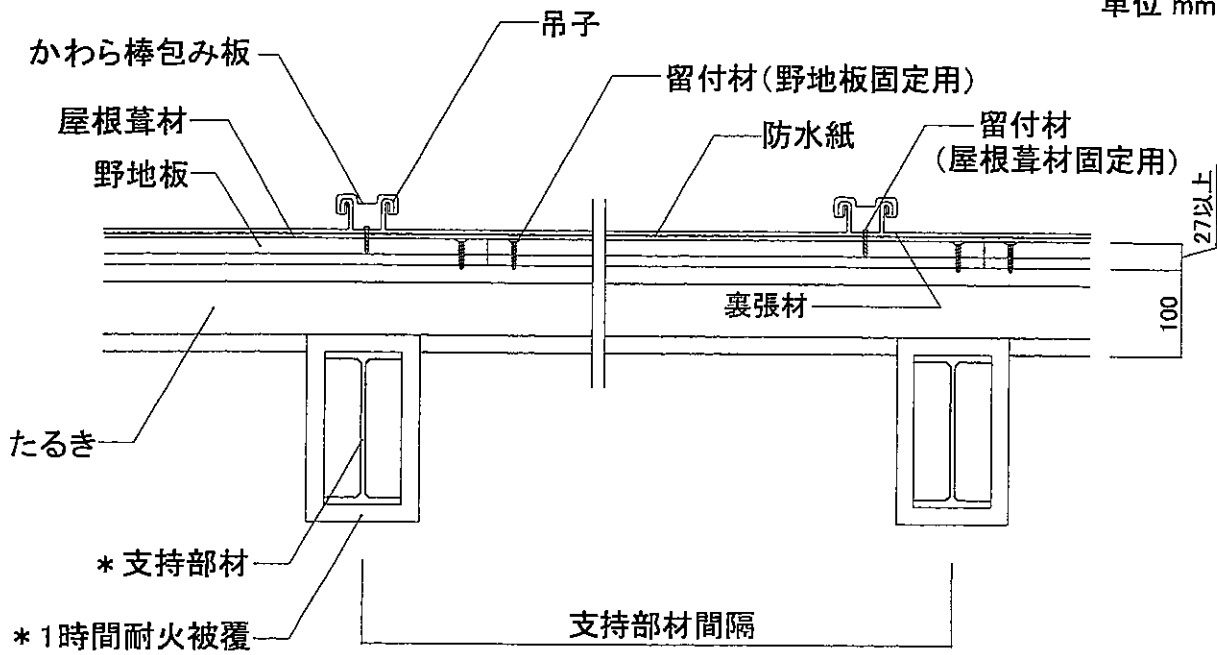 単位 mm
吊子
かわら棒包み板
留付材(野地板固定用)
屋根葺材
防水紙
留付材
(屋根葺材固定用)
野地板
27以上
裏張材
100
たるき
*支持部材
*1時間耐火被覆
支持部材間隔